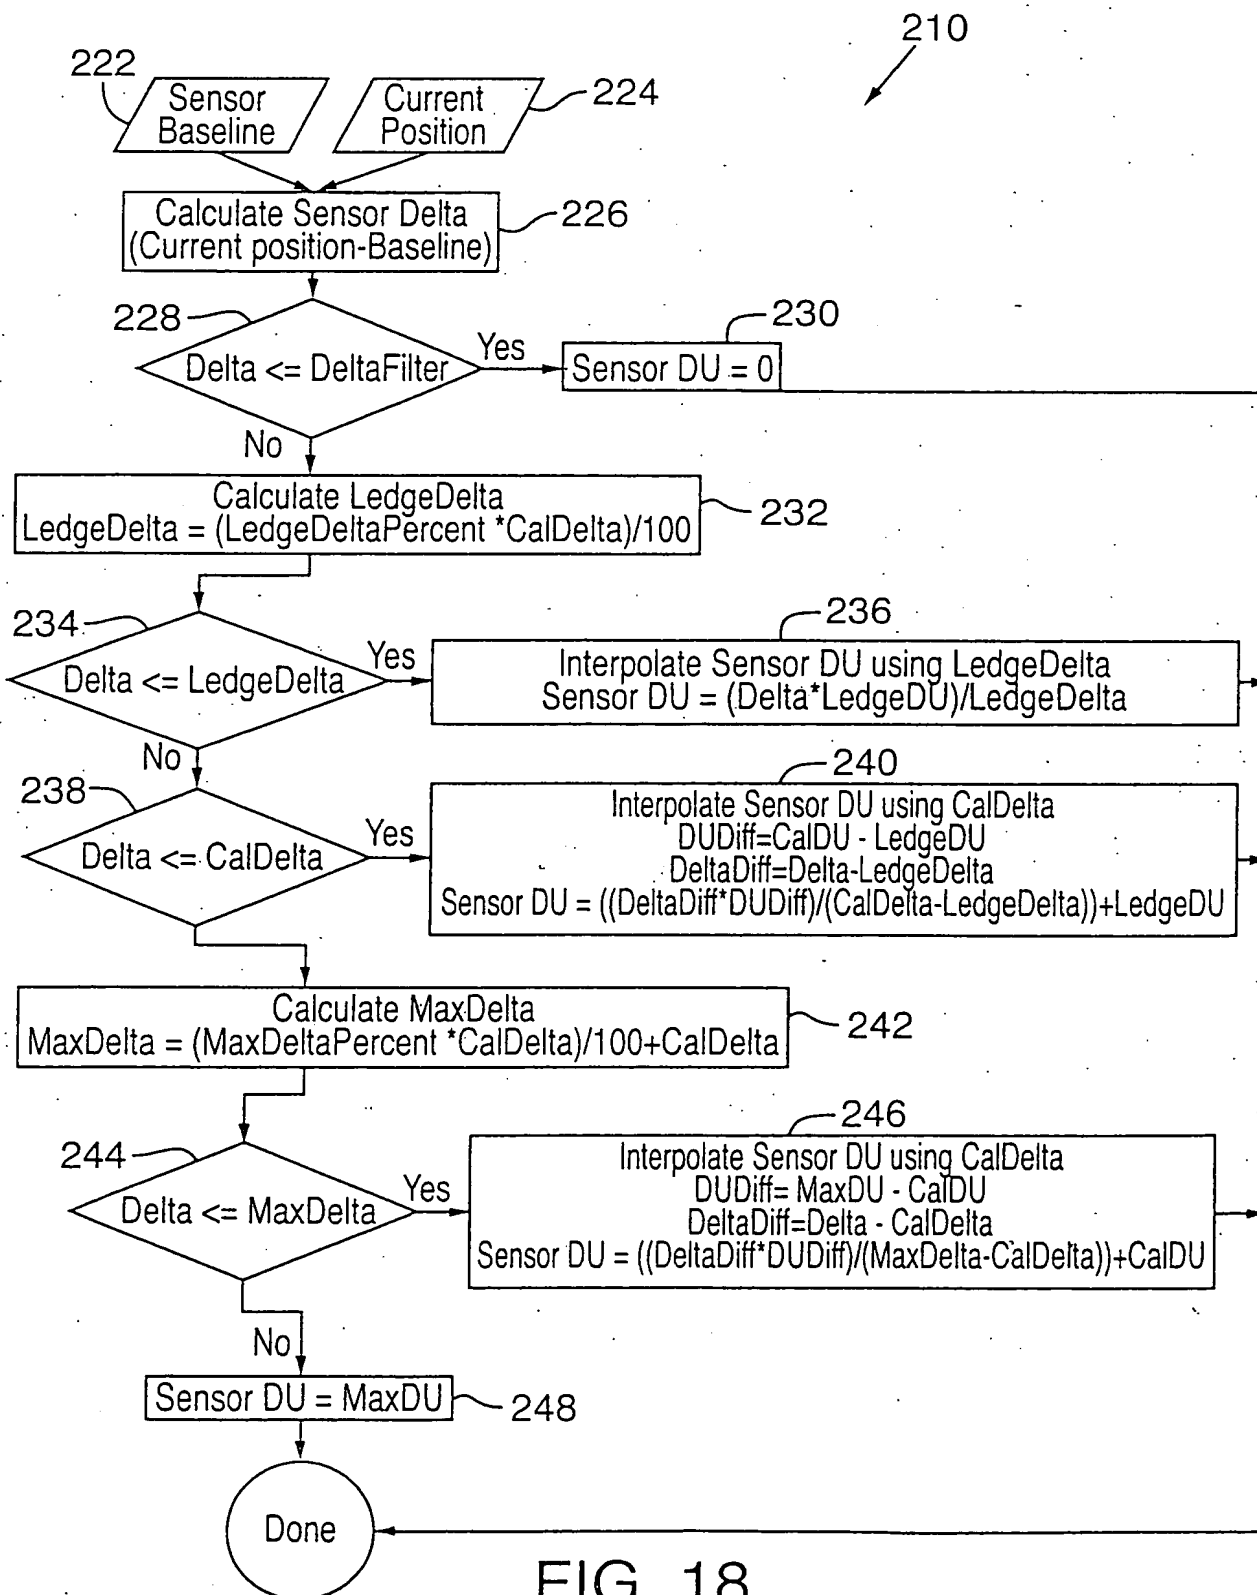 210
222
Sensor
Baseline
Current
Position
224
Calculate Sensor Delta
(Current position-Baseline)
226
228
Delta <= DeltaFilter
Yes
230
Sensor DU = 0
No
Calculate LedgeDelta
LedgeDelta = (LedgeDeltaPercent *CalDelta)/100
232
234
Delta <= LedgeDelta
Yes
236
Interpolate Sensor DU using LedgeDelta
Sensor DU = (Delta*LedgeDU)/LedgeDelta
No
238
Delta <= CalDelta
Yes
240
Interpolate Sensor DU using CalDelta
DUDiff=CalDU - LedgeDU
DeltaDiff=Delta-LedgeDelta
Sensor DU = ((DeltaDiff*DUDiff)/(CalDelta-LedgeDelta))+LedgeDU
Calculate MaxDelta
MaxDelta = (MaxDeltaPercent *CalDelta)/100+CalDelta
242
244
Delta <= MaxDelta
Yes
246
Interpolate Sensor DU using CalDelta
DUDiff= MaxDU - CalDU
DeltaDiff=Delta - CalDelta
Sensor DU = ((DeltaDiff*DUDiff)/(MaxDelta-CalDelta))+CalDU
No
Sensor DU = MaxDU
248
Done
FIG. 18